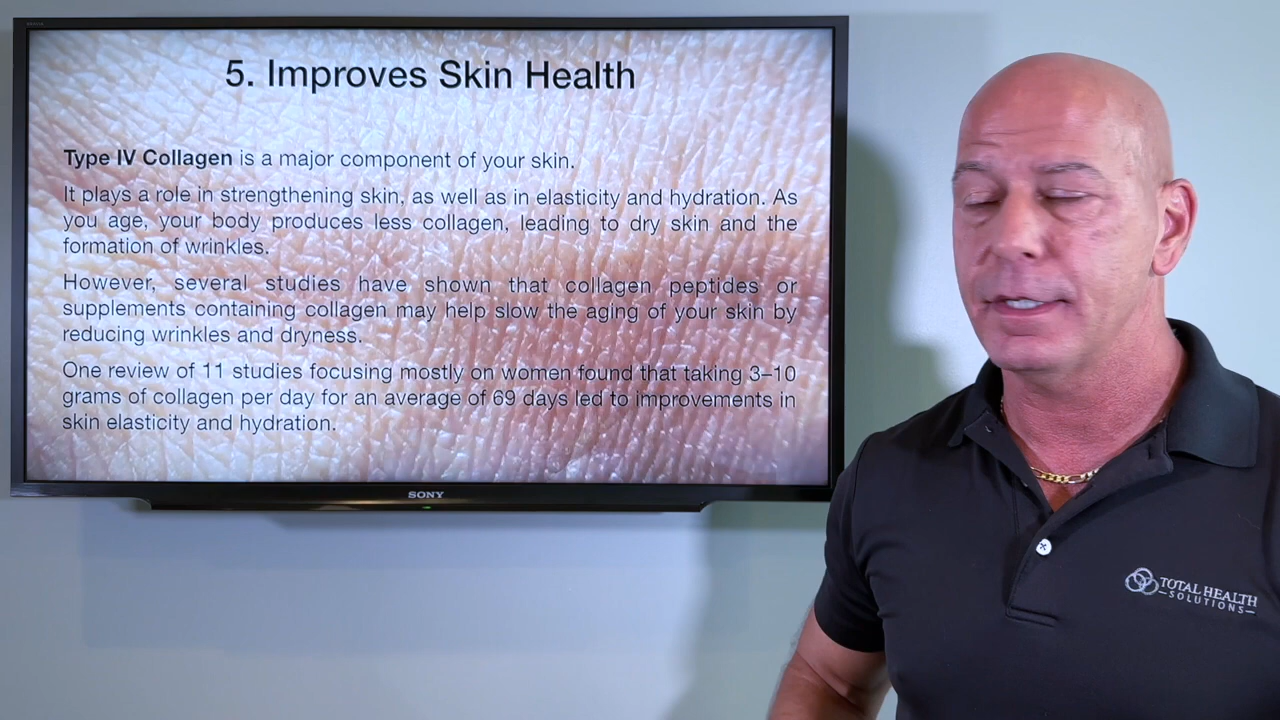 5. Improves Skin Health
Type IV Collagen is a major component of your skin.
It plays a role in strengthening skin, as well as in elasticity and hydration. As
you age, your body produces less collagen, leading to dry skin and the
formation of wrinkles.
However, several studies have shown that collagen peptides or
supplements containing collagen may help slow the aging of your skin by
reducing wrinkles and dryness.
One review of 11 studies focusing mostly on women found that taking 3–10
grams of collagen per day for an average of 69 days led to improvements in
skin elasticity and hydration.
SONY
TOTAL HEALTH
SOLUTIONS